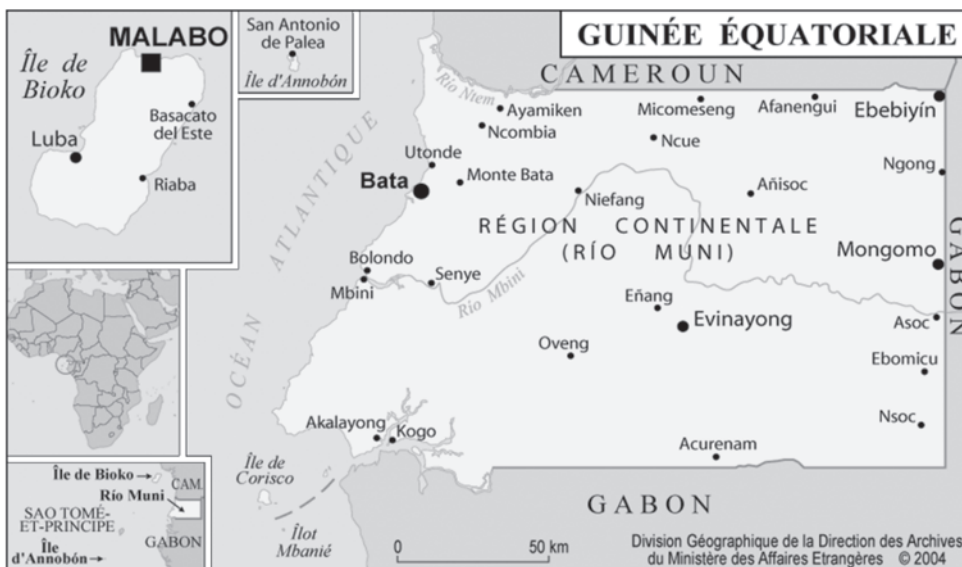 GUINÉE ÉQUATORIALE
MALABO
Île de
Bioko
Basacato
del Este
Luba
Riaba
San Antonio
de Palea
Île d'Annobón
CAMEROUN
Río Ntem
Ayamiken
Ncombia
Micomeseng
Afanengui
Ebebiyín
Ncue
Utonde
Bata
Monte Bata
Niefang
Añisoc
Ngong
RÉGION CONTINENTALE
(RÍO MUNI)
Mongomo
GABON
OCÉAN ATLANTIQUE
Bolondo
Mbini
Senye
Río Mbini
Eñang
Evinayong
Asoc
Oveng
Ebomicu
Nsoc
Akalayong
Kogo
Acurenam
Île de
Corisco
Îlot
Mbanié
GABON
Île de Bioko
CAM.
Río Muni
SAO TOMÉ-
ET-PRINCIPE
GABON
Île
d'Annobón
0 50 km
Division Géographique de la Direction des Archives
du Ministère des Affaires Etrangères © 2004